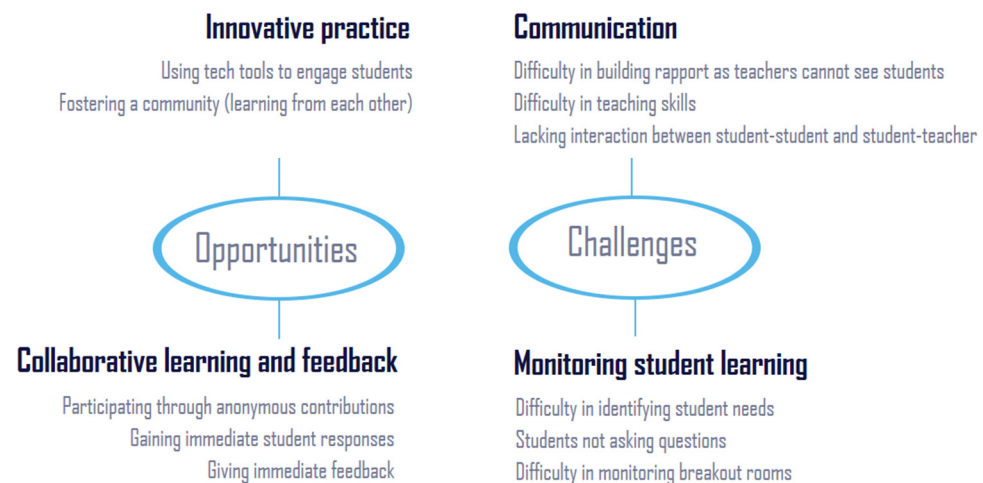 Innovative practice
Using tech tools to engage students
Fostering a community (learning from each other)
Opportunities
Collaborative learning and feedback
Participating through anonymous contributions
Gaining immediate student responses
Giving immediate feedback
Communication
Difficulty in building rapport as teachers cannot see students
Difficulty in teaching skills
Lacking interaction between student-student and student-teacher
Challenges
Monitoring student learning
Difficulty in identifying student needs
Students not asking questions
Difficulty in monitoring breakout rooms